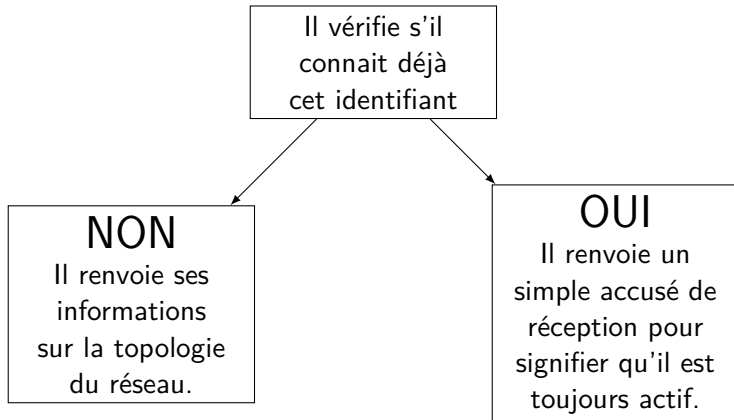 Il vérifie s'il
connait déjà
cet identifiant
NON
Il renvoie ses
informations
sur la topologie
du réseau.
OUI
Il renvoie un
simple accusé de
réception pour
signifier qu'il est
toujours actif.